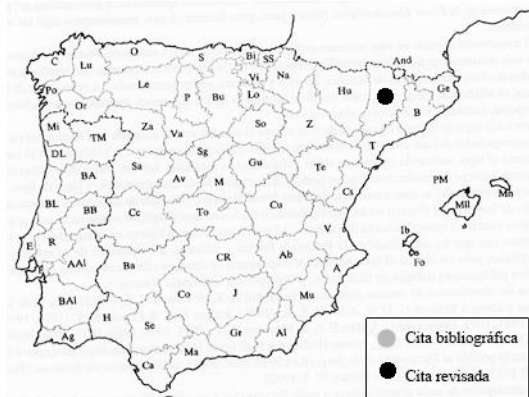 O
S
Bi
SS
And
C
Lu
Vi
Na
Po
Le
Bu
Lo
Hu
Ge
Or
P
B
Mi
TM
Za
Va
So
Z
T
DL
Sg
BA
Sa
Av
M
Gu
Te
PM
Mn
BL
BB
Cs
Mll
Cc
To
Cu
E
R
V
Ib
AAl
Fo
Ba
CR
Ab
A
BAl
Co
J
Mu
H
Ag
Se
Gr
Al
Ma
Ca
Cita bibliográfica
Cita revisada